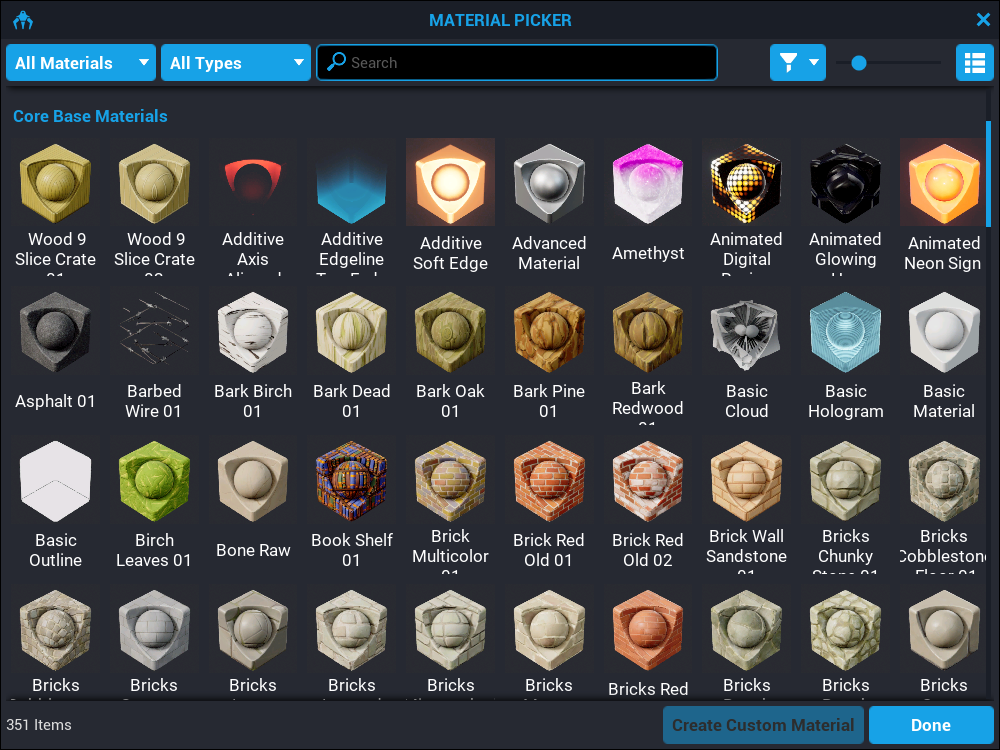 MATERIAL PICKER
All Materials
All Types
Search
Core Base Materials
Wood 9 Slice Crate
Wood 9 Slice Crate
Additive Axis
Additive Edgeline
Additive Soft Edge
Advanced Material
Amethyst
Animated Digital
Animated Glowing
Animated Neon Sign
Asphalt 01
Barbed Wire 01
Bark Birch 01
Bark Dead 01
Bark Oak 01
Bark Pine 01
Bark Redwood
Basic Cloud
Basic Hologram
Basic Material
Basic Outline
Birch Leaves 01
Bone Raw
Book Shelf 01
Brick Multicolor
Brick Red Old 01
Brick Red Old 02
Brick Wall Sandstone
Bricks Chunky
Bricks Cobblestone
Bricks
Bricks
Bricks
Bricks
Bricks
Bricks
Bricks Red
Bricks
Bricks
Bricks
351 Items
Create Custom Material
Done